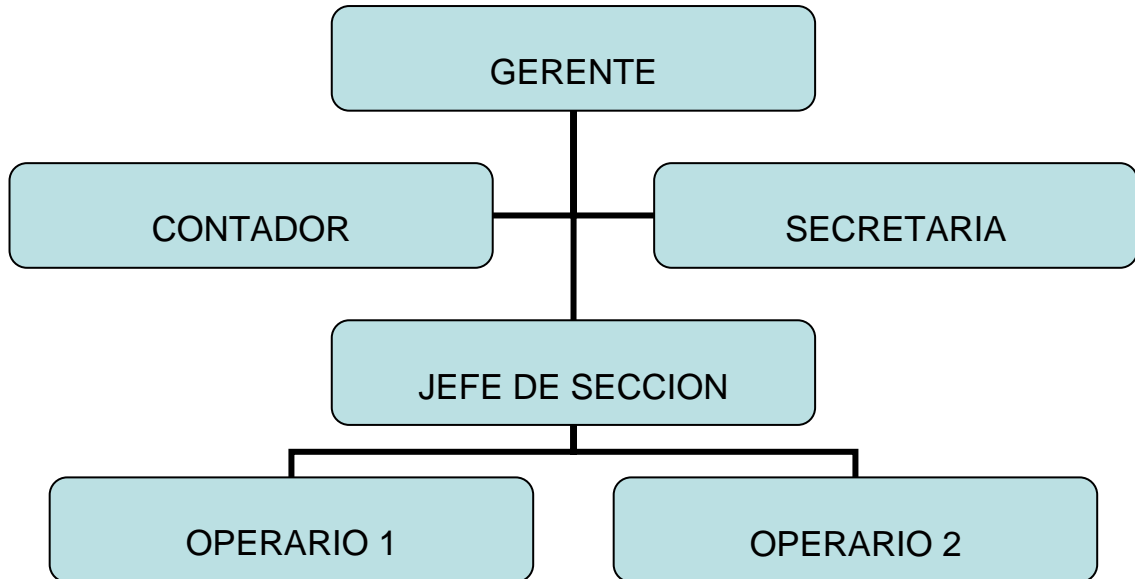 GERENTE
CONTADOR
SECRETARIA
JEFE DE SECCION
OPERARIO 1
OPERARIO 2